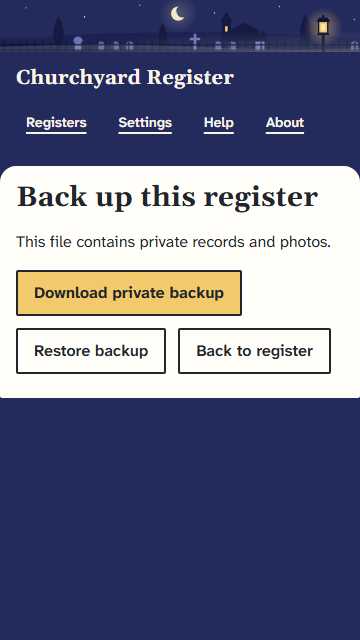 Churchyard Register
Registers Settings Help About
Back up this register
This file contains private records and photos.
Download private backup
Restore backup Back to register